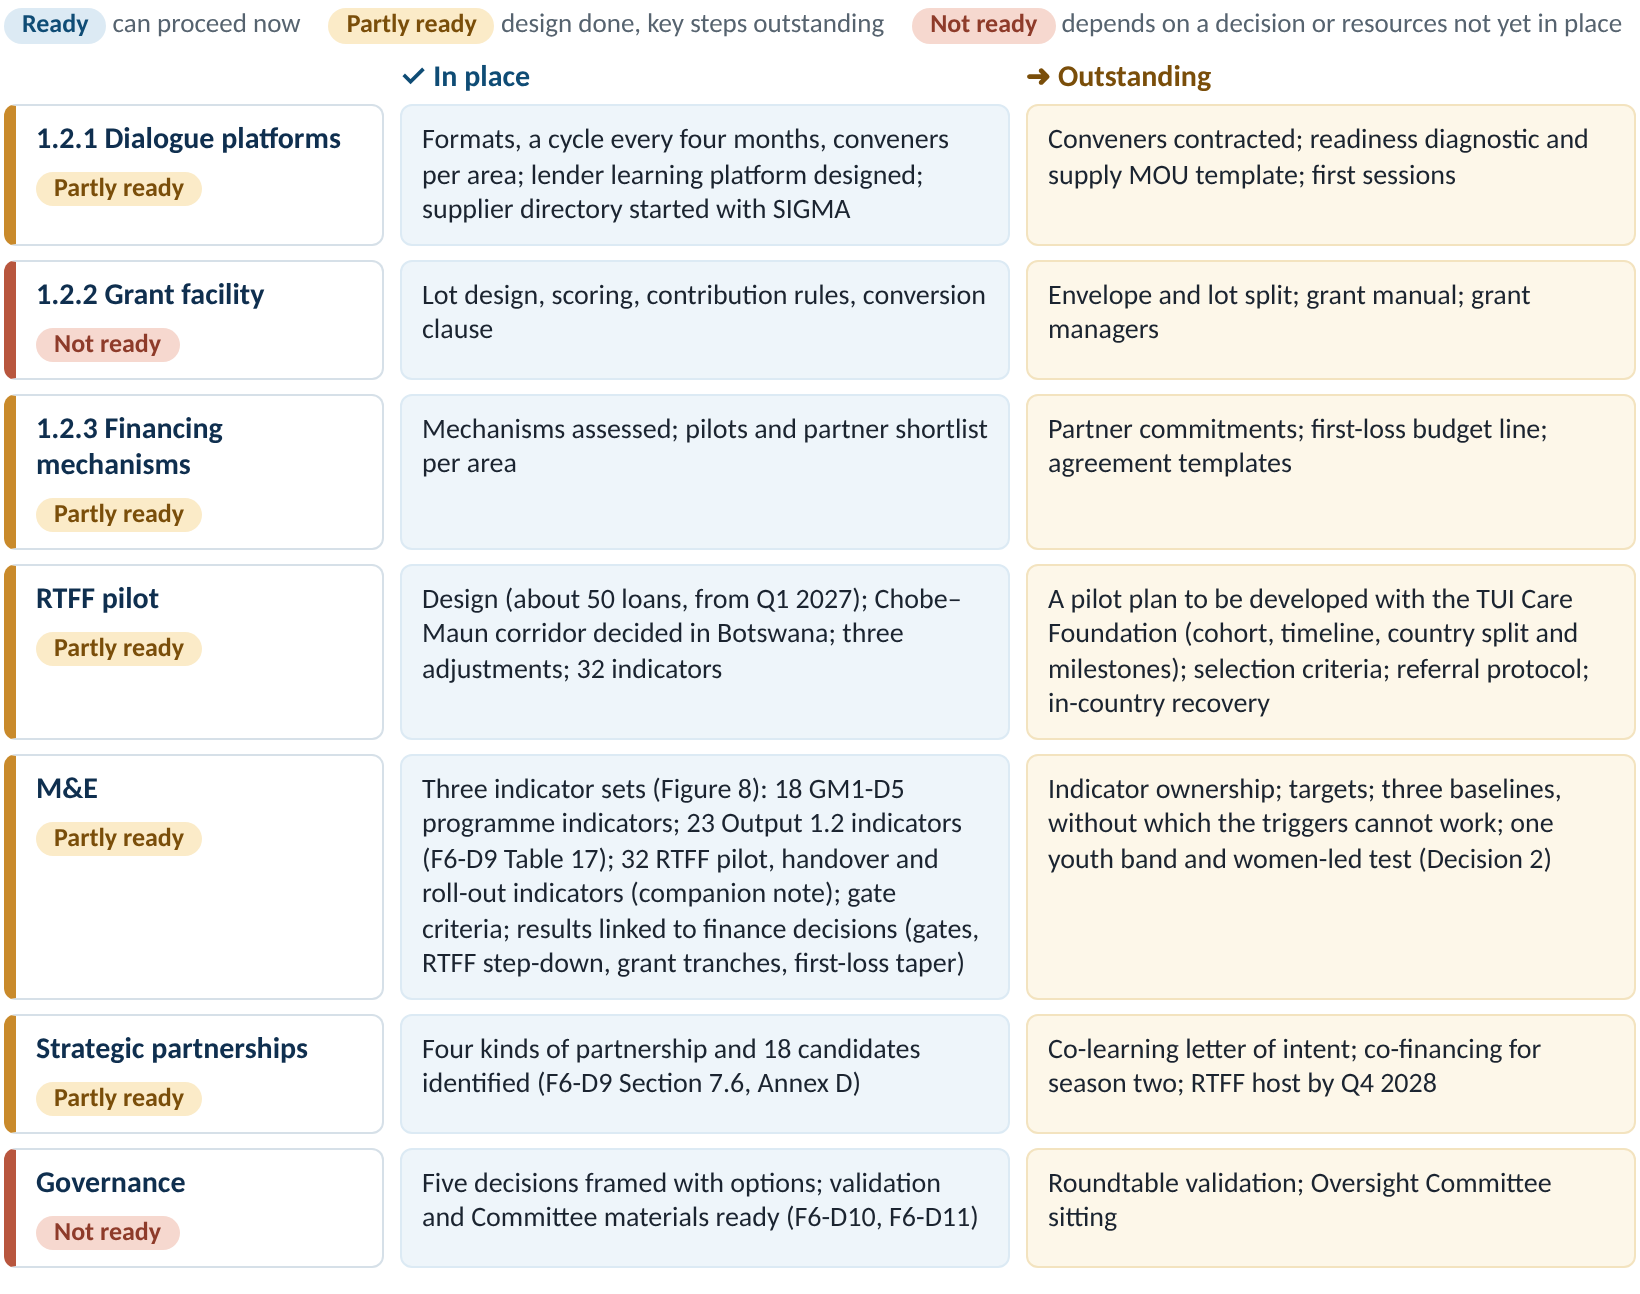 Ready can proceed now Partly ready design done, key steps outstanding Not ready depends on a decision or resources not yet in place
✓ In place
➜ Outstanding
1.2.1 Dialogue platforms
Partly ready
Formats, a cycle every four months, conveners
per area; lender learning platform designed;
supplier directory started with SIGMA
Conveners contracted; readiness diagnostic and
supply MOU template; first sessions
1.2.2 Grant facility
Not ready
Lot design, scoring, contribution rules, conversion
clause
Envelope and lot split; grant manual; grant
managers
1.2.3 Financing
mechanisms
Partly ready
Mechanisms assessed; pilots and partner shortlist
per area
Partner commitments; first-loss budget line;
agreement templates
RTFF pilot
Partly ready
Design (about 50 loans, from Q1 2027); Chobe–
Maun corridor decided in Botswana; three
adjustments; 32 indicators
A pilot plan to be developed with the TUI Care
Foundation (cohort, timeline, country split and
milestones); selection criteria; referral protocol;
in-country recovery
M&E
Partly ready
Three indicator sets (Figure 8): 18 GM1-D5
programme indicators; 23 Output 1.2 indicators
(F6-D9 Table 17); 32 RTFF pilot, handover and
roll-out indicators (companion note); gate
criteria; results linked to finance decisions (gates,
RTFF step-down, grant tranches, first-loss taper)
Indicator ownership; targets; three baselines,
without which the triggers cannot work; one
youth band and women-led test (Decision 2)
Strategic partnerships
Partly ready
Four kinds of partnership and 18 candidates
identified (F6-D9 Section 7.6, Annex D)
Co-learning letter of intent; co-financing for
season two; RTFF host by Q4 2028
Governance
Not ready
Five decisions framed with options; validation
and Committee materials ready (F6-D10, F6-D11)
Roundtable validation; Oversight Committee
sitting